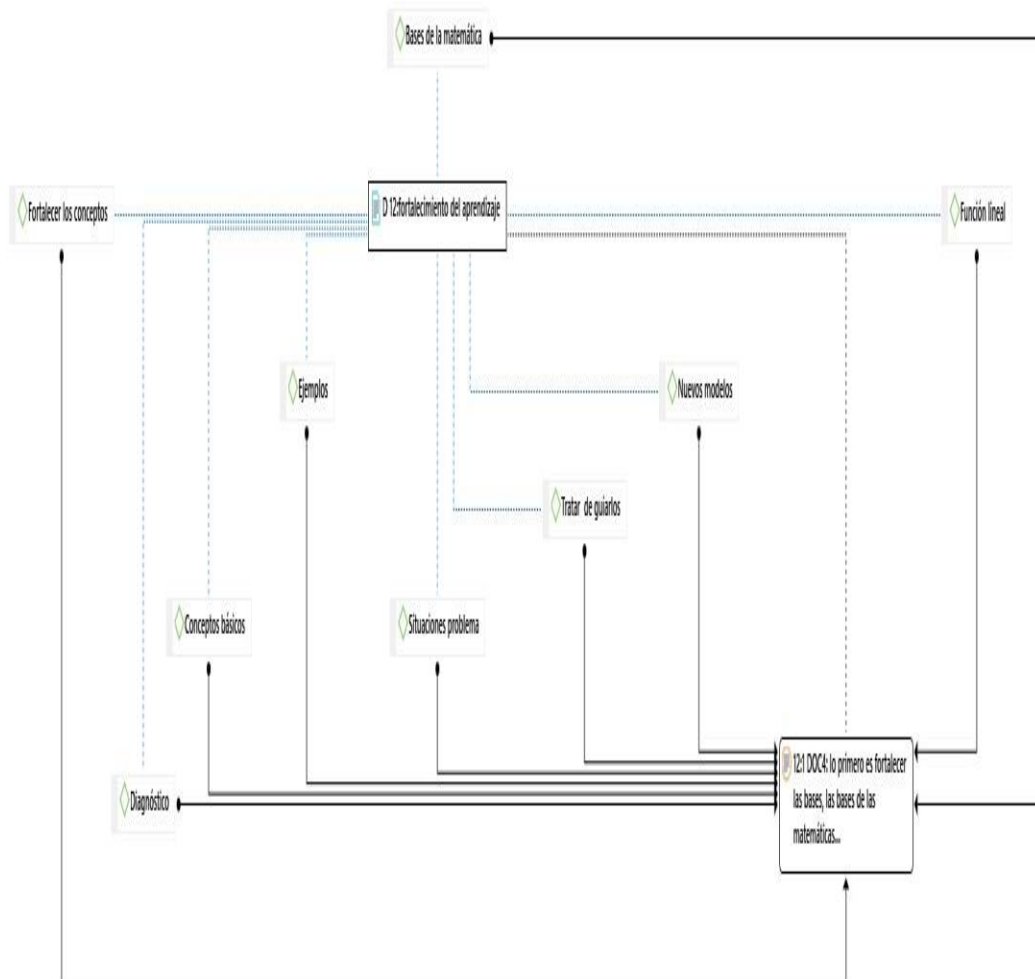 Bases de la matemática
D 12:fortalecimiento del aprendizaje
Fortalecer los conceptos
Función líneal
Ejemplos
Nuevos modelos
Tratar de guiarlos
Conceptos básicos
Situaciones problema
12:1 DOC4: lo primero es fortalecer
las bases, las bases de las
matemáticas...
Diagnóstico